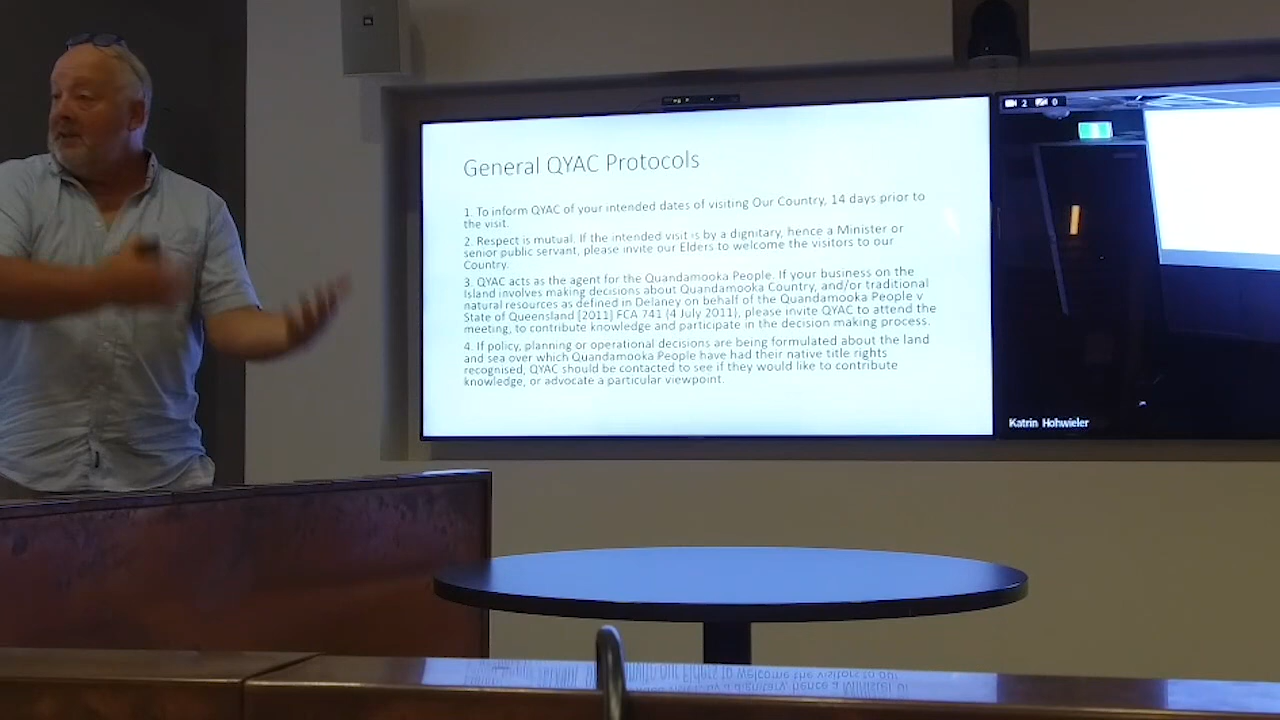 General QYAC Protocols
1. To inform QYAC of your intended dates of visiting Our Country, 14 days prior to
the visit.
2. Respect is mutual. If the intended visit is by a dignitary, hence a Minister or
senior public servant, please invite our Elders to welcome the visitors to our
Country.
3. QYAC acts as the agent for the Quandamooka People. If your business on the
Island involves making decisions about Quandamooka Country, and/or traditional
natural resources as defined in Delaney on behalf of the Quandamooka People v
State of Queensland [2011] FCA 741 (4 July 2011), please invite QYAC to attend the
meeting, to contribute knowledge and participate in the decision making process.
4. If policy, planning or operational decisions are being formulated about the land
and sea over which Quandamooka People have had their native title rights
recognised, QYAC should be contacted to see if they would like to contribute
knowledge, or advocate a particular viewpoint.
2 0
Katrin Hohwieler